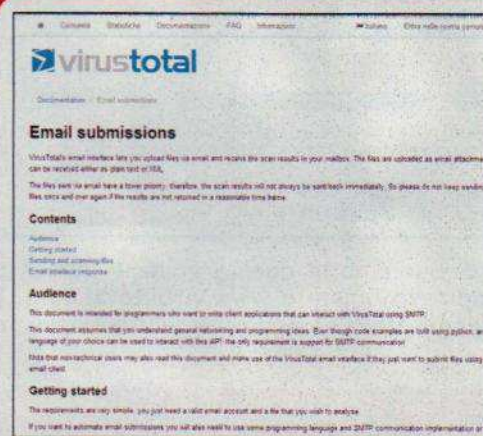 Comunità Statistiche Documentazione FAQ Informazioni Italiano Entra nella nostra
virustotal
Documentation Email submissions
Email submissions
VirusTotal's email interface lets you upload files via email and receive the scan results in your mailbox. The files are uploaded as email
can be received either as plain text or XML.
The files sent via email have a lower priority, therefore, the scan results will not always be sent back immediately. So please do not keep sending
files once and over again if the results are not returned in a reasonable time frame.
Contents
Audience
Getting started
Sending and scanning files
Email interface response
Audience
This document is intended for programmers who want to write client applications that can interact with VirusTotal using SMTP.
This document assumes that you understand general networking and programming ideas. Even though code examples are built using python,
language of your choice can be used to interact with this API: the only requirement is support for SMTP communication
Note that non-technical users may also read this document and make use of the VirusTotal email interface if they just want to submit files using
email client
Getting started
The requirements are very simple, you just need a valid email account and a file that you wish to analyse.
If you want to automate email submissions you will also need to use some programming language and SMTP communication implementation or